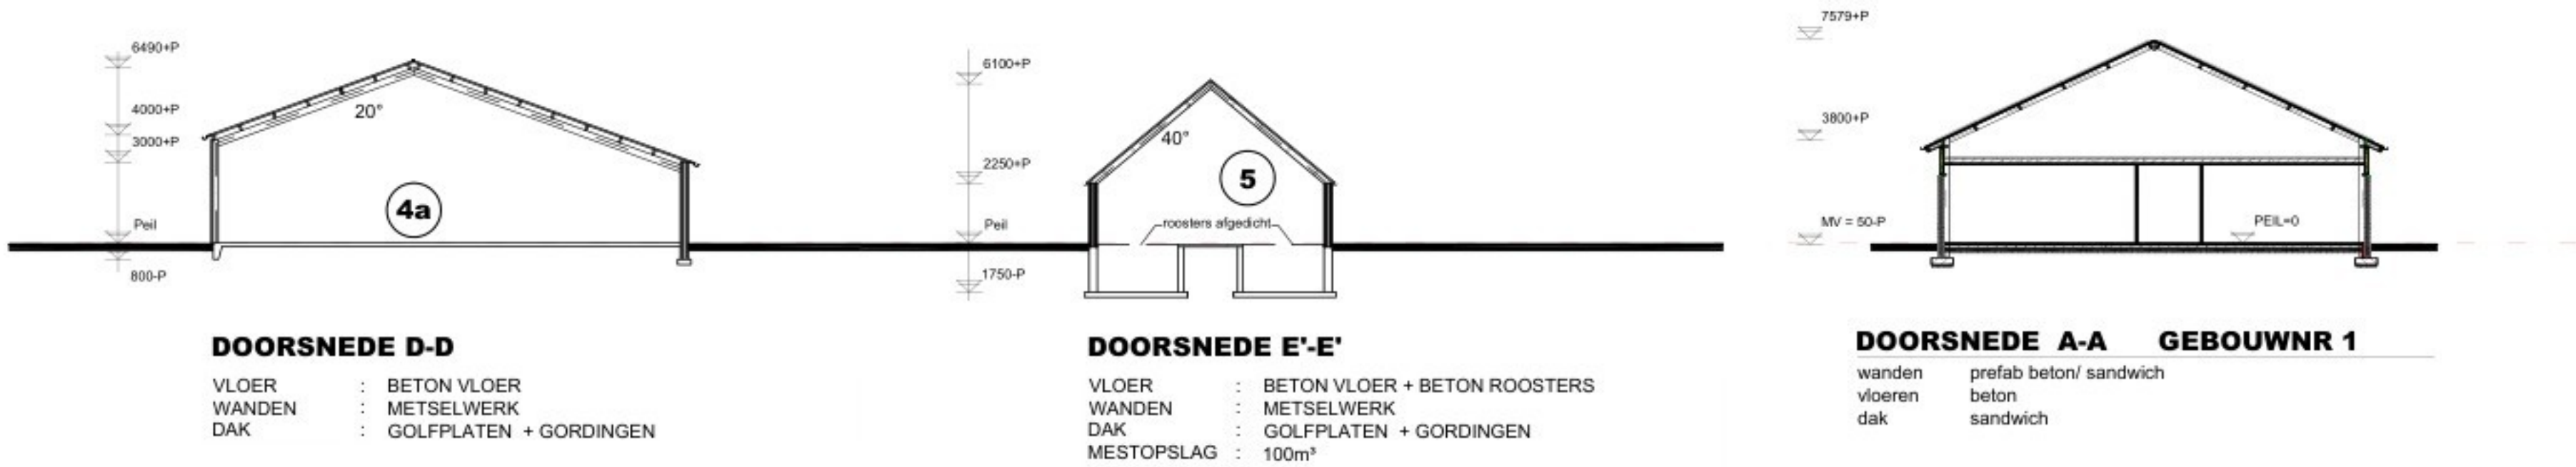 6490+P
4000+P
3000+P
20°
4a
Peil
800-P
DOORSNEDE D-D
VLOER : BETON VLOER
WANDEN : METSELWERK
DAK : GOLFPLATEN + GORDINGEN
6100+P
40°
2250+P
5
Peil
roosters afgedicht
1750-P
DOORSNEDE E'-E'
VLOER : BETON VLOER + BETON ROOSTERS
WANDEN : METSELWERK
DAK : GOLFPLATEN + GORDINGEN
MESTOPSLAG : 100m³
7579+P
3800+P
MV = 50-P
PEIL=0
DOORSNEDE A-A GEBOUWNR 1
wanden prefab beton/ sandwich
vloeren beton
dak sandwich